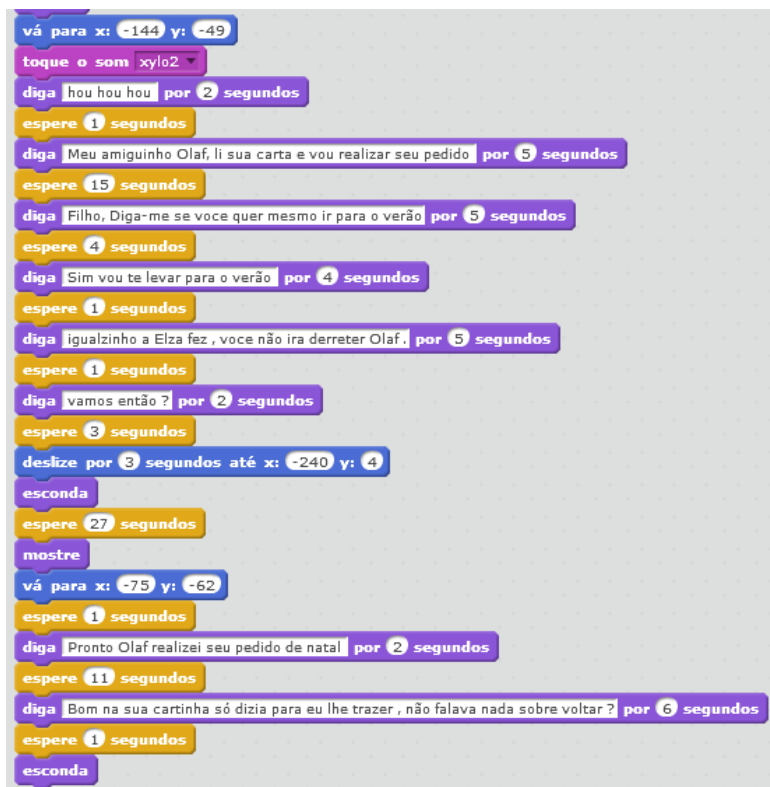 vá para x: -144 y: -49
toque o som xylo2
diga hou hou hou por 2 segundos
espere 1 segundos
diga Meu amiguinho Olaf, li sua carta e vou realizar seu pedido por 5 segundos
espere 15 segundos
diga Filho, Diga-me se voce quer mesmo ir para o verão por 5 segundos
espere 4 segundos
diga Sim vou te levar para o verão por 4 segundos
espere 1 segundos
diga igualzinho a Elza fez , voce não ira derreter Olaf . por 5 segundos
espere 1 segundos
diga vamos então ? por 2 segundos
espere 3 segundos
deslize por 3 segundos até x: -240 y: 4
esconda
espere 27 segundos
mostre
vá para x: -75 y: -62
espere 1 segundos
diga Pronto Olaf realizei seu pedido de natal por 2 segundos
espere 11 segundos
diga Bom na sua cartinha só dizia para eu lhe trazer , não falava nada sobre voltar ? por 6 segundos
espere 1 segundos
esconda